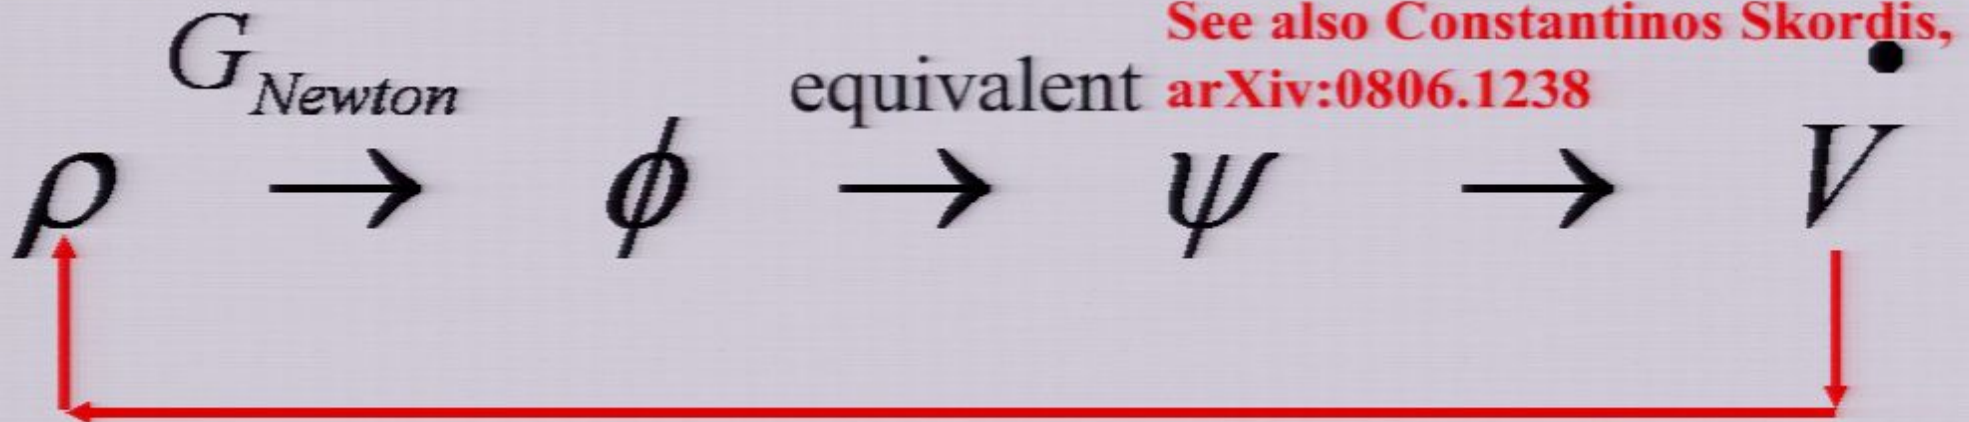 See also Constantinos Skordis,
G_Newton equivalent arXiv:0806.1238
ρ → ϕ → ψ → V̇